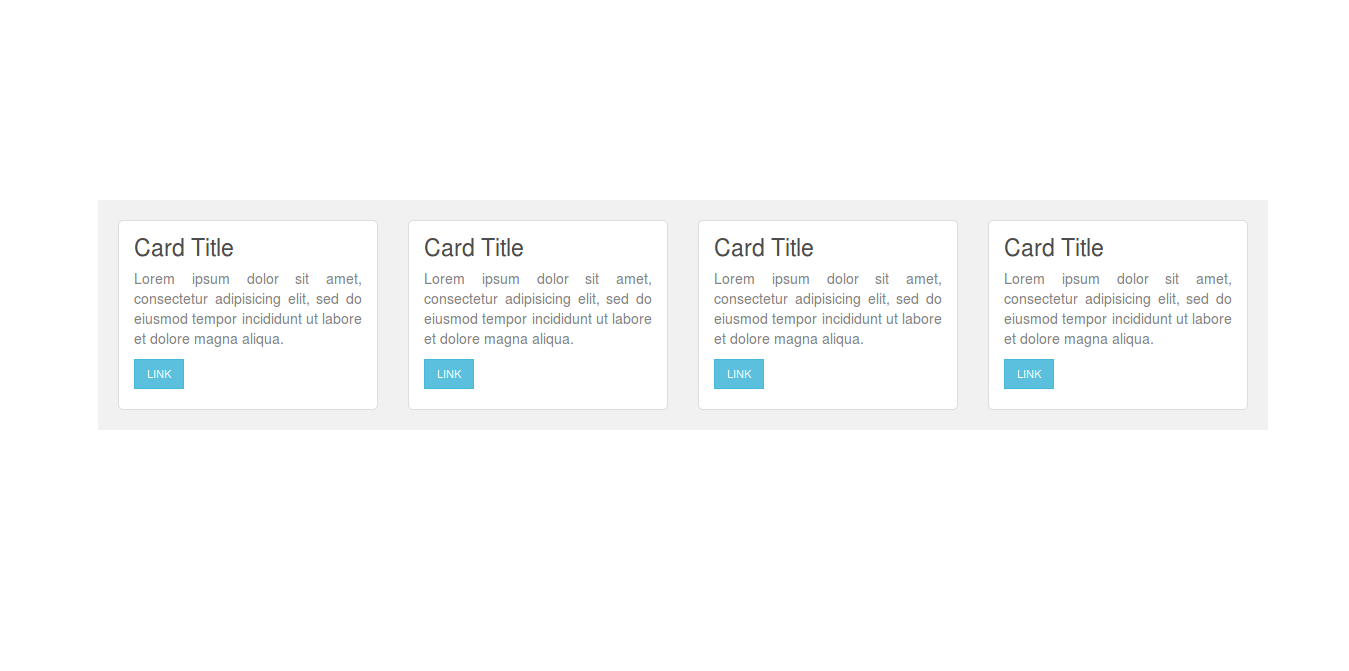 Card Title
Lorem ipsum dolor sit amet,
consectetur adipisicing elit, sed do
eiusmod tempor incididunt ut labore
et dolore magna aliqua.
LINK
Card Title
Lorem ipsum dolor sit amet,
consectetur adipisicing elit, sed do
eiusmod tempor incididunt ut labore
et dolore magna aliqua.
LINK
Card Title
Lorem ipsum dolor sit amet,
consectetur adipisicing elit, sed do
eiusmod tempor incididunt ut labore
et dolore magna aliqua.
LINK
Card Title
Lorem ipsum dolor sit amet,
consectetur adipisicing elit, sed do
eiusmod tempor incididunt ut labore
et dolore magna aliqua.
LINK